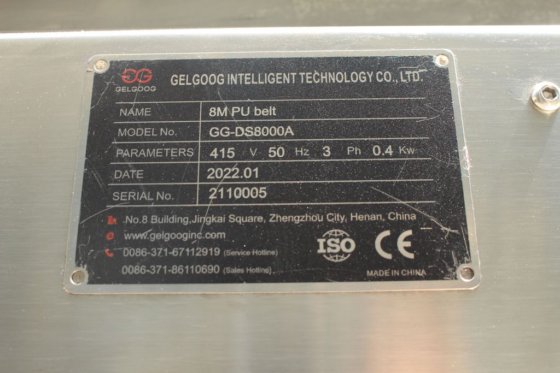 GG
GELGOOG
GELGOOG INTELLIGENT TECHNOLOGY CO., LTD.
NAME 8M PU belt
MODEL No. GG-DS8000A
PARAMETERS 415 V 50 Hz 3 Ph 0.4 Kw
DATE 2022.01
SERIAL No. 2110005
.No.8 Building,Jingkai Square, Zhengzhou City, Henan, China
www.gelgooginc.com
0086-371-67112919 (Service Hotline)
0086-371-86110690 (Sales Hotline)
ISO CE
MADE IN CHINA